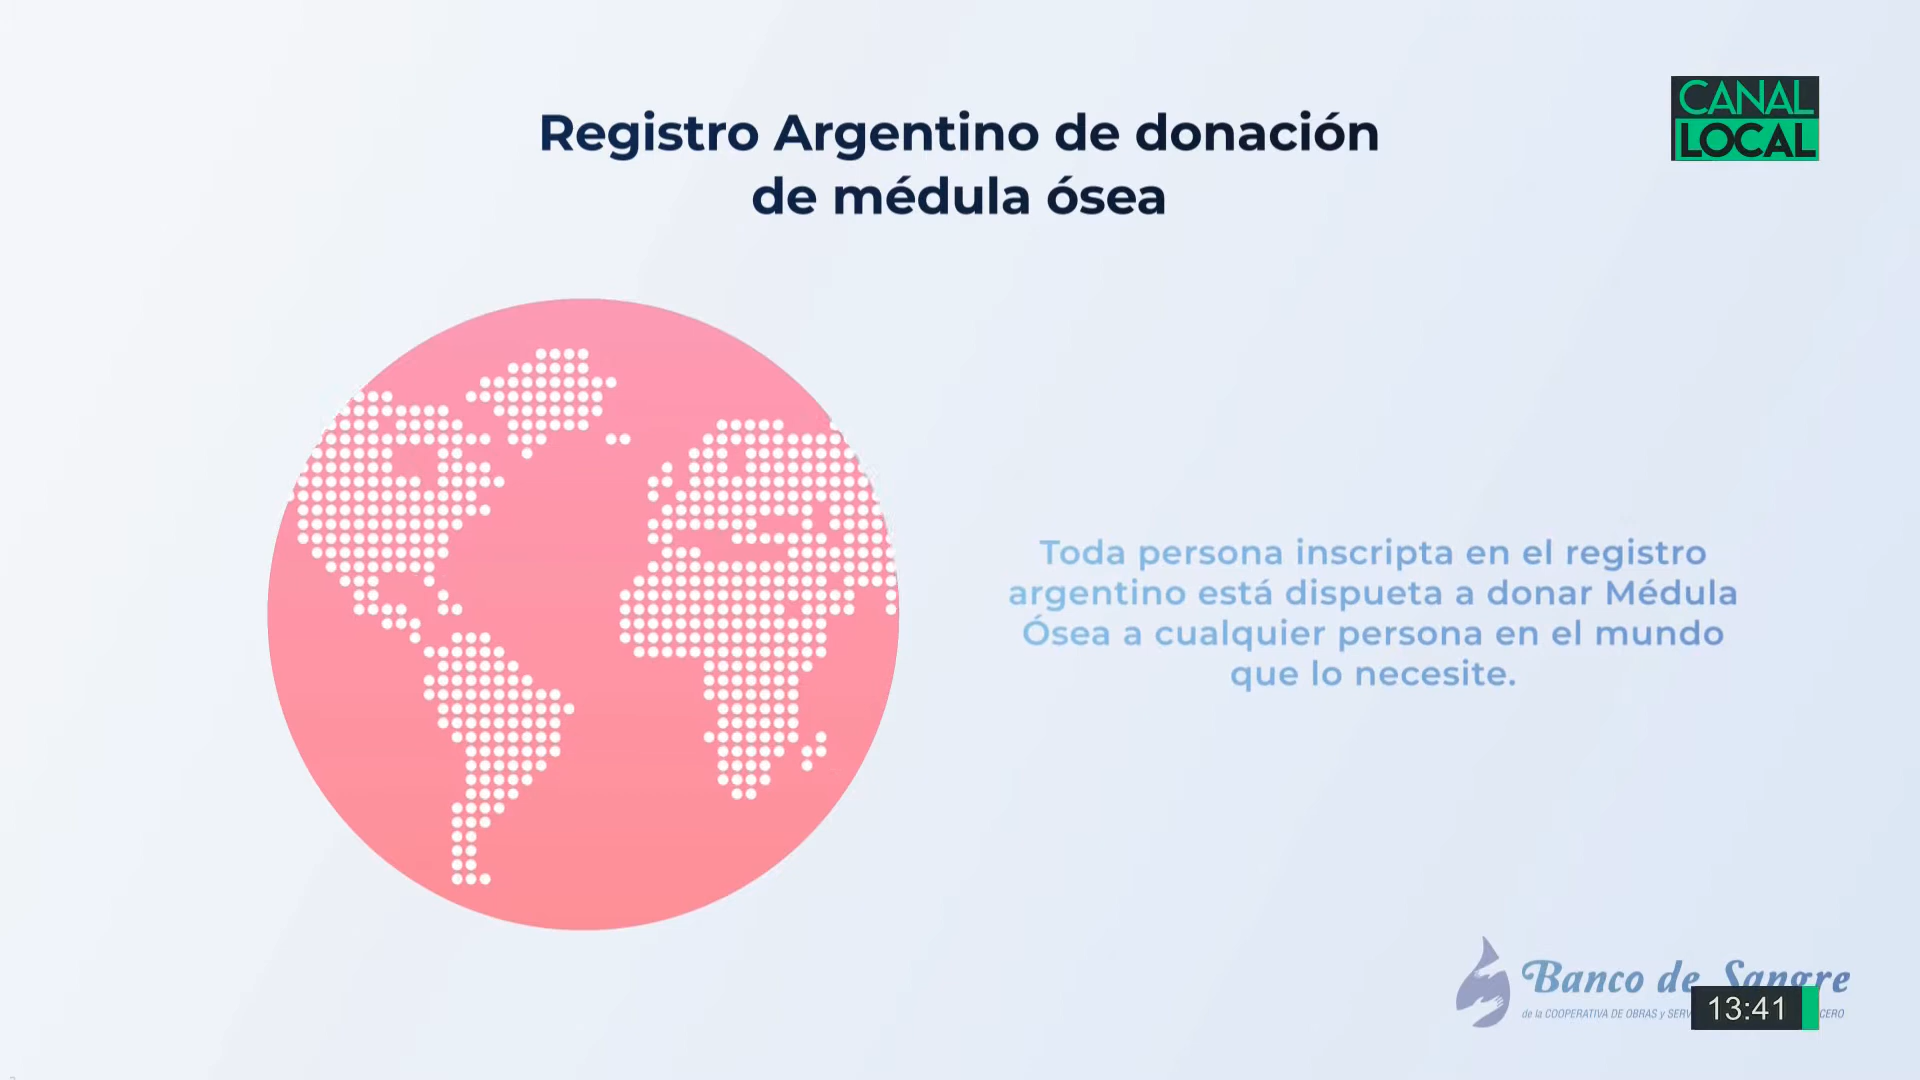 Registro Argentino de donación
de médula ósea
CANAL
LOCAL
Toda persona inscripta en el registro
argentino está dispueta a donar Médula
Ósea a cualquier persona en el mundo
que lo necesite.
Banco de Sangre
de la COOPERATIVA DE OBRAS y
13:41